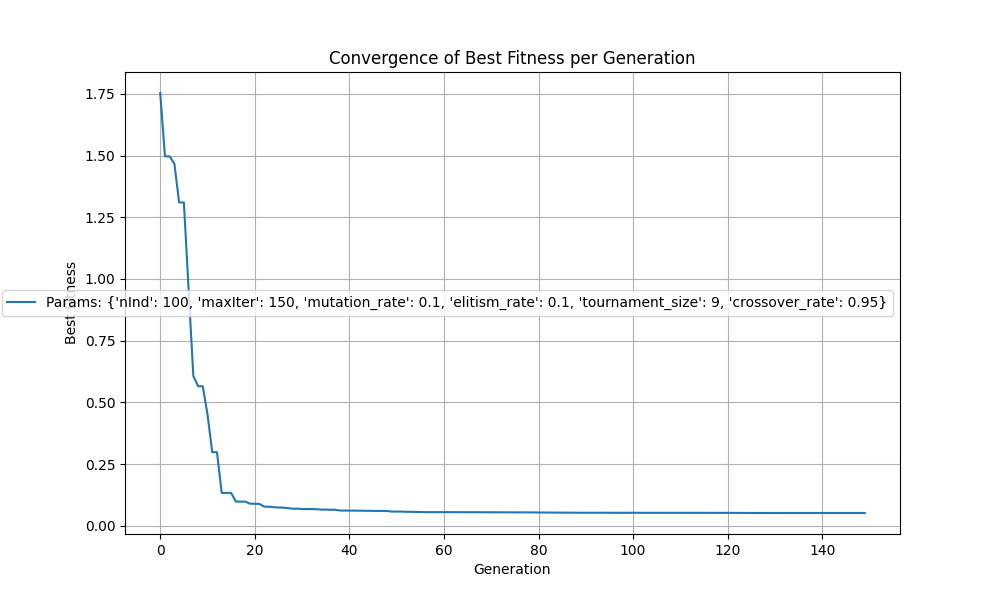 Convergence of Best Fitness per Generation
1.75
1.50
1.25
1.00
0.75
0.50
0.25
0.00
Best Fitness
Params: {'nInd': 100, 'maxIter': 150, 'mutation_rate': 0.1, 'elitism_rate': 0.1, 'tournament_size': 9, 'crossover_rate': 0.95}
0 20 40 60 80 100 120 140
Generation